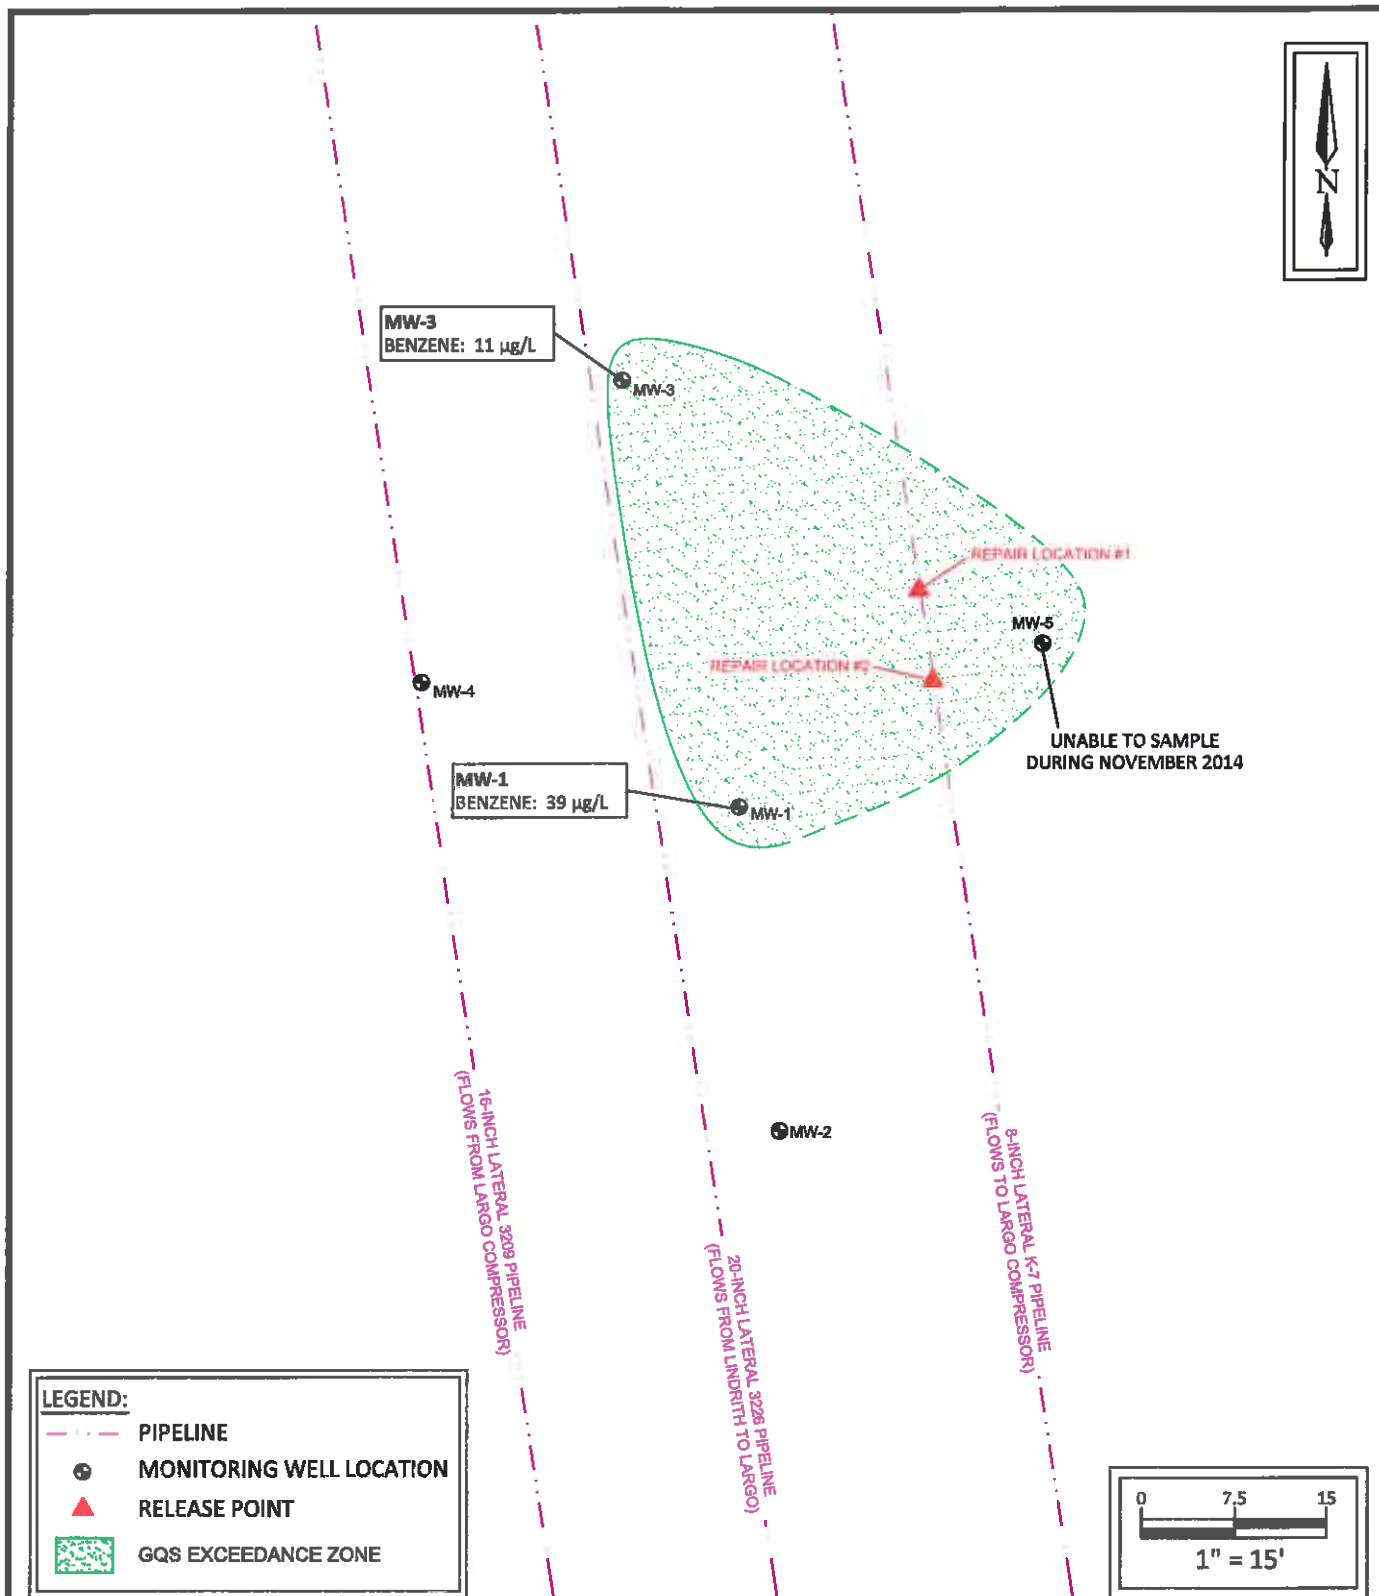 N
MW-3
BENZENE: 11 µg/L
MW-3
REPAIR LOCATION #1
MW-5
REPAIR LOCATION #2
MW-4
UNABLE TO SAMPLE
DURING NOVEMBER 2014
MW-1
BENZENE: 39 µg/L
MW-1
MW-2
16-INCH LATERAL 3209 PIPELINE
(FLOWS FROM LARGO COMPRESSOR)
20-INCH LATERAL 3226 PIPELINE
(FLOWS FROM LINDRITH TO LARGO)
8-INCH LATERAL K-7 PIPELINE
(FLOWS TO LARGO COMPRESSOR)
LEGEND:
PIPELINE
MONITORING WELL LOCATION
RELEASE POINT
GQS EXCEEDANCE ZONE
0 7.5 15
1" = 15'